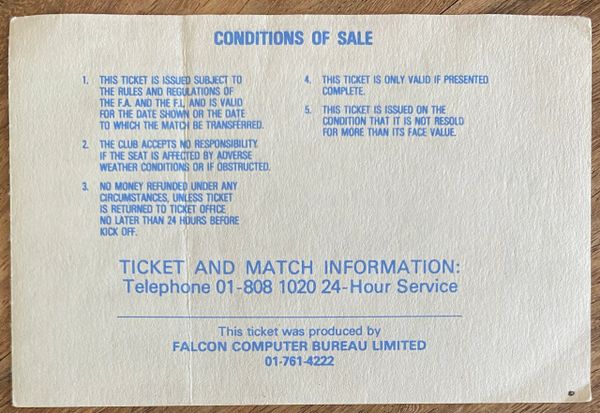 CONDITIONS OF SALE
1. THIS TICKET IS ISSUED SUBJECT TO
THE RULES AND REGULATIONS OF
THE F.A. AND THE F.L. AND IS VALID
FOR THE DATE SHOWN OR THE DATE
TO WHICH THE MATCH BE TRANSFERRED.
2. THE CLUB ACCEPTS NO RESPONSIBILITY
IF THE SEAT IS AFFECTED BY ADVERSE
WEATHER CONDITIONS OR IF OBSTRUCTED.
3. NO MONEY REFUNDED UNDER ANY
CIRCUMSTANCES, UNLESS TICKET
IS RETURNED TO TICKET OFFICE
NO LATER THAN 24 HOURS BEFORE
KICK OFF.
4. THIS TICKET IS ONLY VALID IF PRESENTED
COMPLETE.
5. THIS TICKET IS ISSUED ON THE
CONDITION THAT IT IS NOT RESOLD
FOR MORE THAN ITS FACE VALUE.
TICKET AND MATCH INFORMATION:
Telephone 01-808 1020 24-Hour Service
This ticket was produced by
FALCON COMPUTER BUREAU LIMITED
01-761-4222